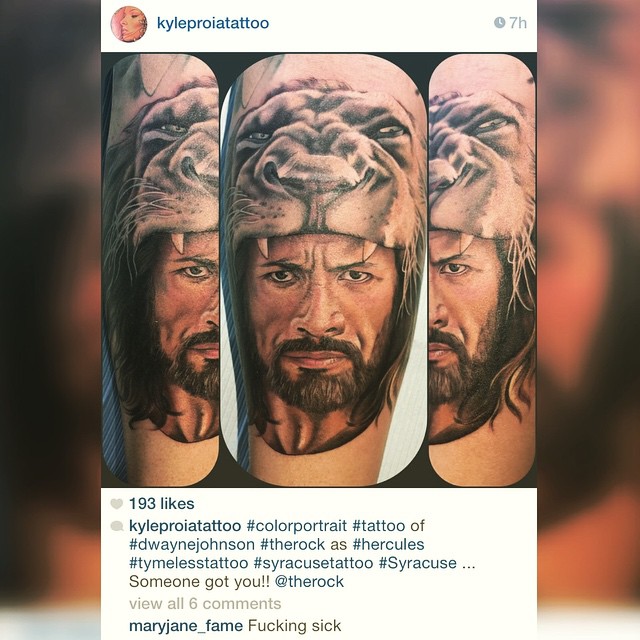 kyleproiatattoo 7h
193 likes
kyleproiatattoo #colorportrait #tattoo of
#dwaynejohnson #therock as #hercules
#tymelesstattoo #syracusetattoo #Syracuse ...
Someone got you!! @therock
view all 6 comments
maryjane_fame Fucking sick